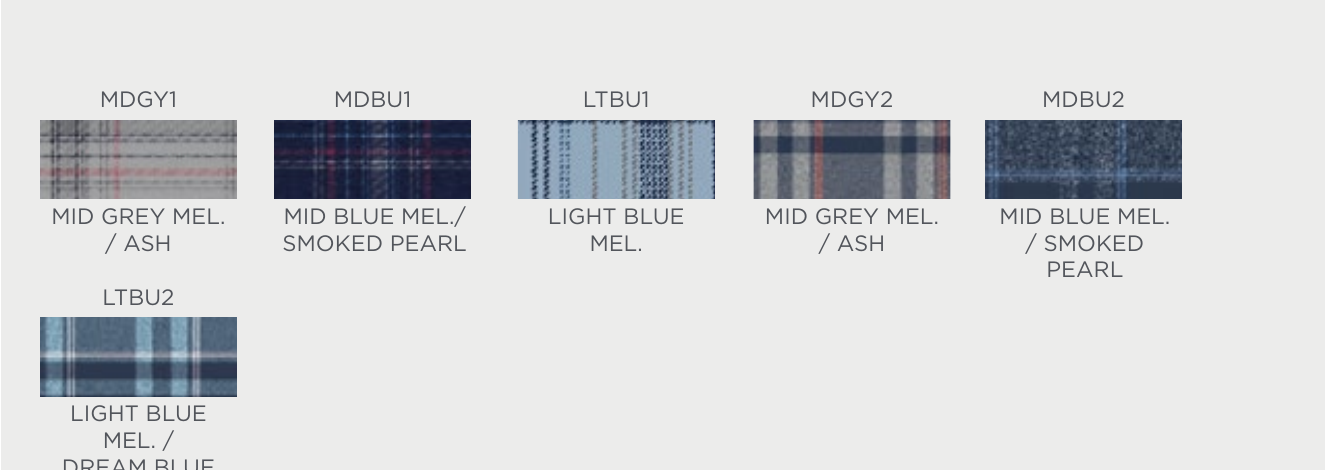 MDGY1
MID GREY MEL.
/ ASH
MDBU1
MID BLUE MEL./
SMOKED PEARL
LTBU1
LIGHT BLUE
MEL.
MDGY2
MID GREY MEL.
/ ASH
MDBU2
MID BLUE MEL.
/ SMOKED
PEARL
LTBU2
LIGHT BLUE
MEL. /
DREAM BLUE